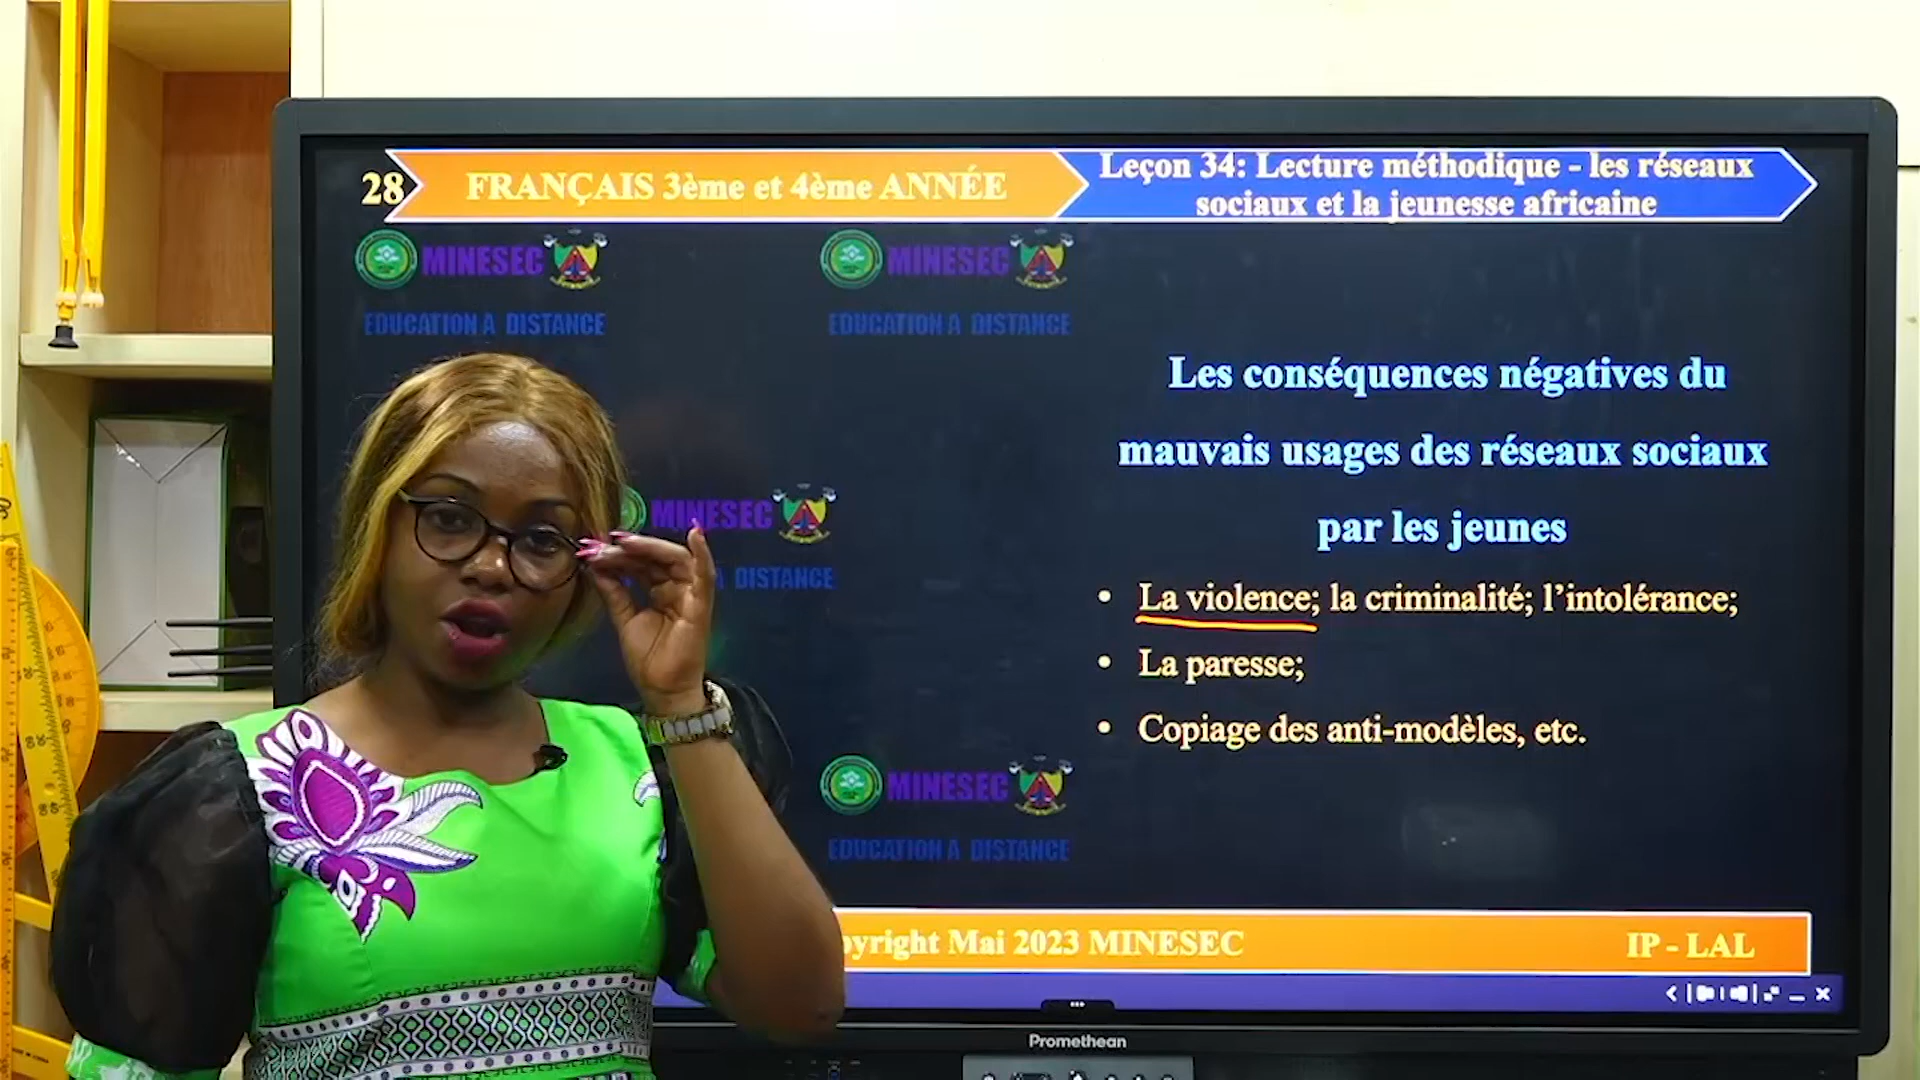 28
FRANÇAIS 3ème et 4ème ANNÉE
Leçon 34: Lecture méthodique - les réseaux
sociaux et la jeunesse africaine
MINESEC
EDUCATION A DISTANCE
MINESEC
EDUCATION A DISTANCE
Les conséquences négatives du
mauvais usages des réseaux sociaux
par les jeunes
MINESEC
A DISTANCE
• La violence; la criminalité; l’intolérance;
• La paresse;
• Copiage des anti-modèles, etc.
MINESEC
EDUCATION A DISTANCE
pyright Mai 2023 MINESEC
IP - LAL
Promethean